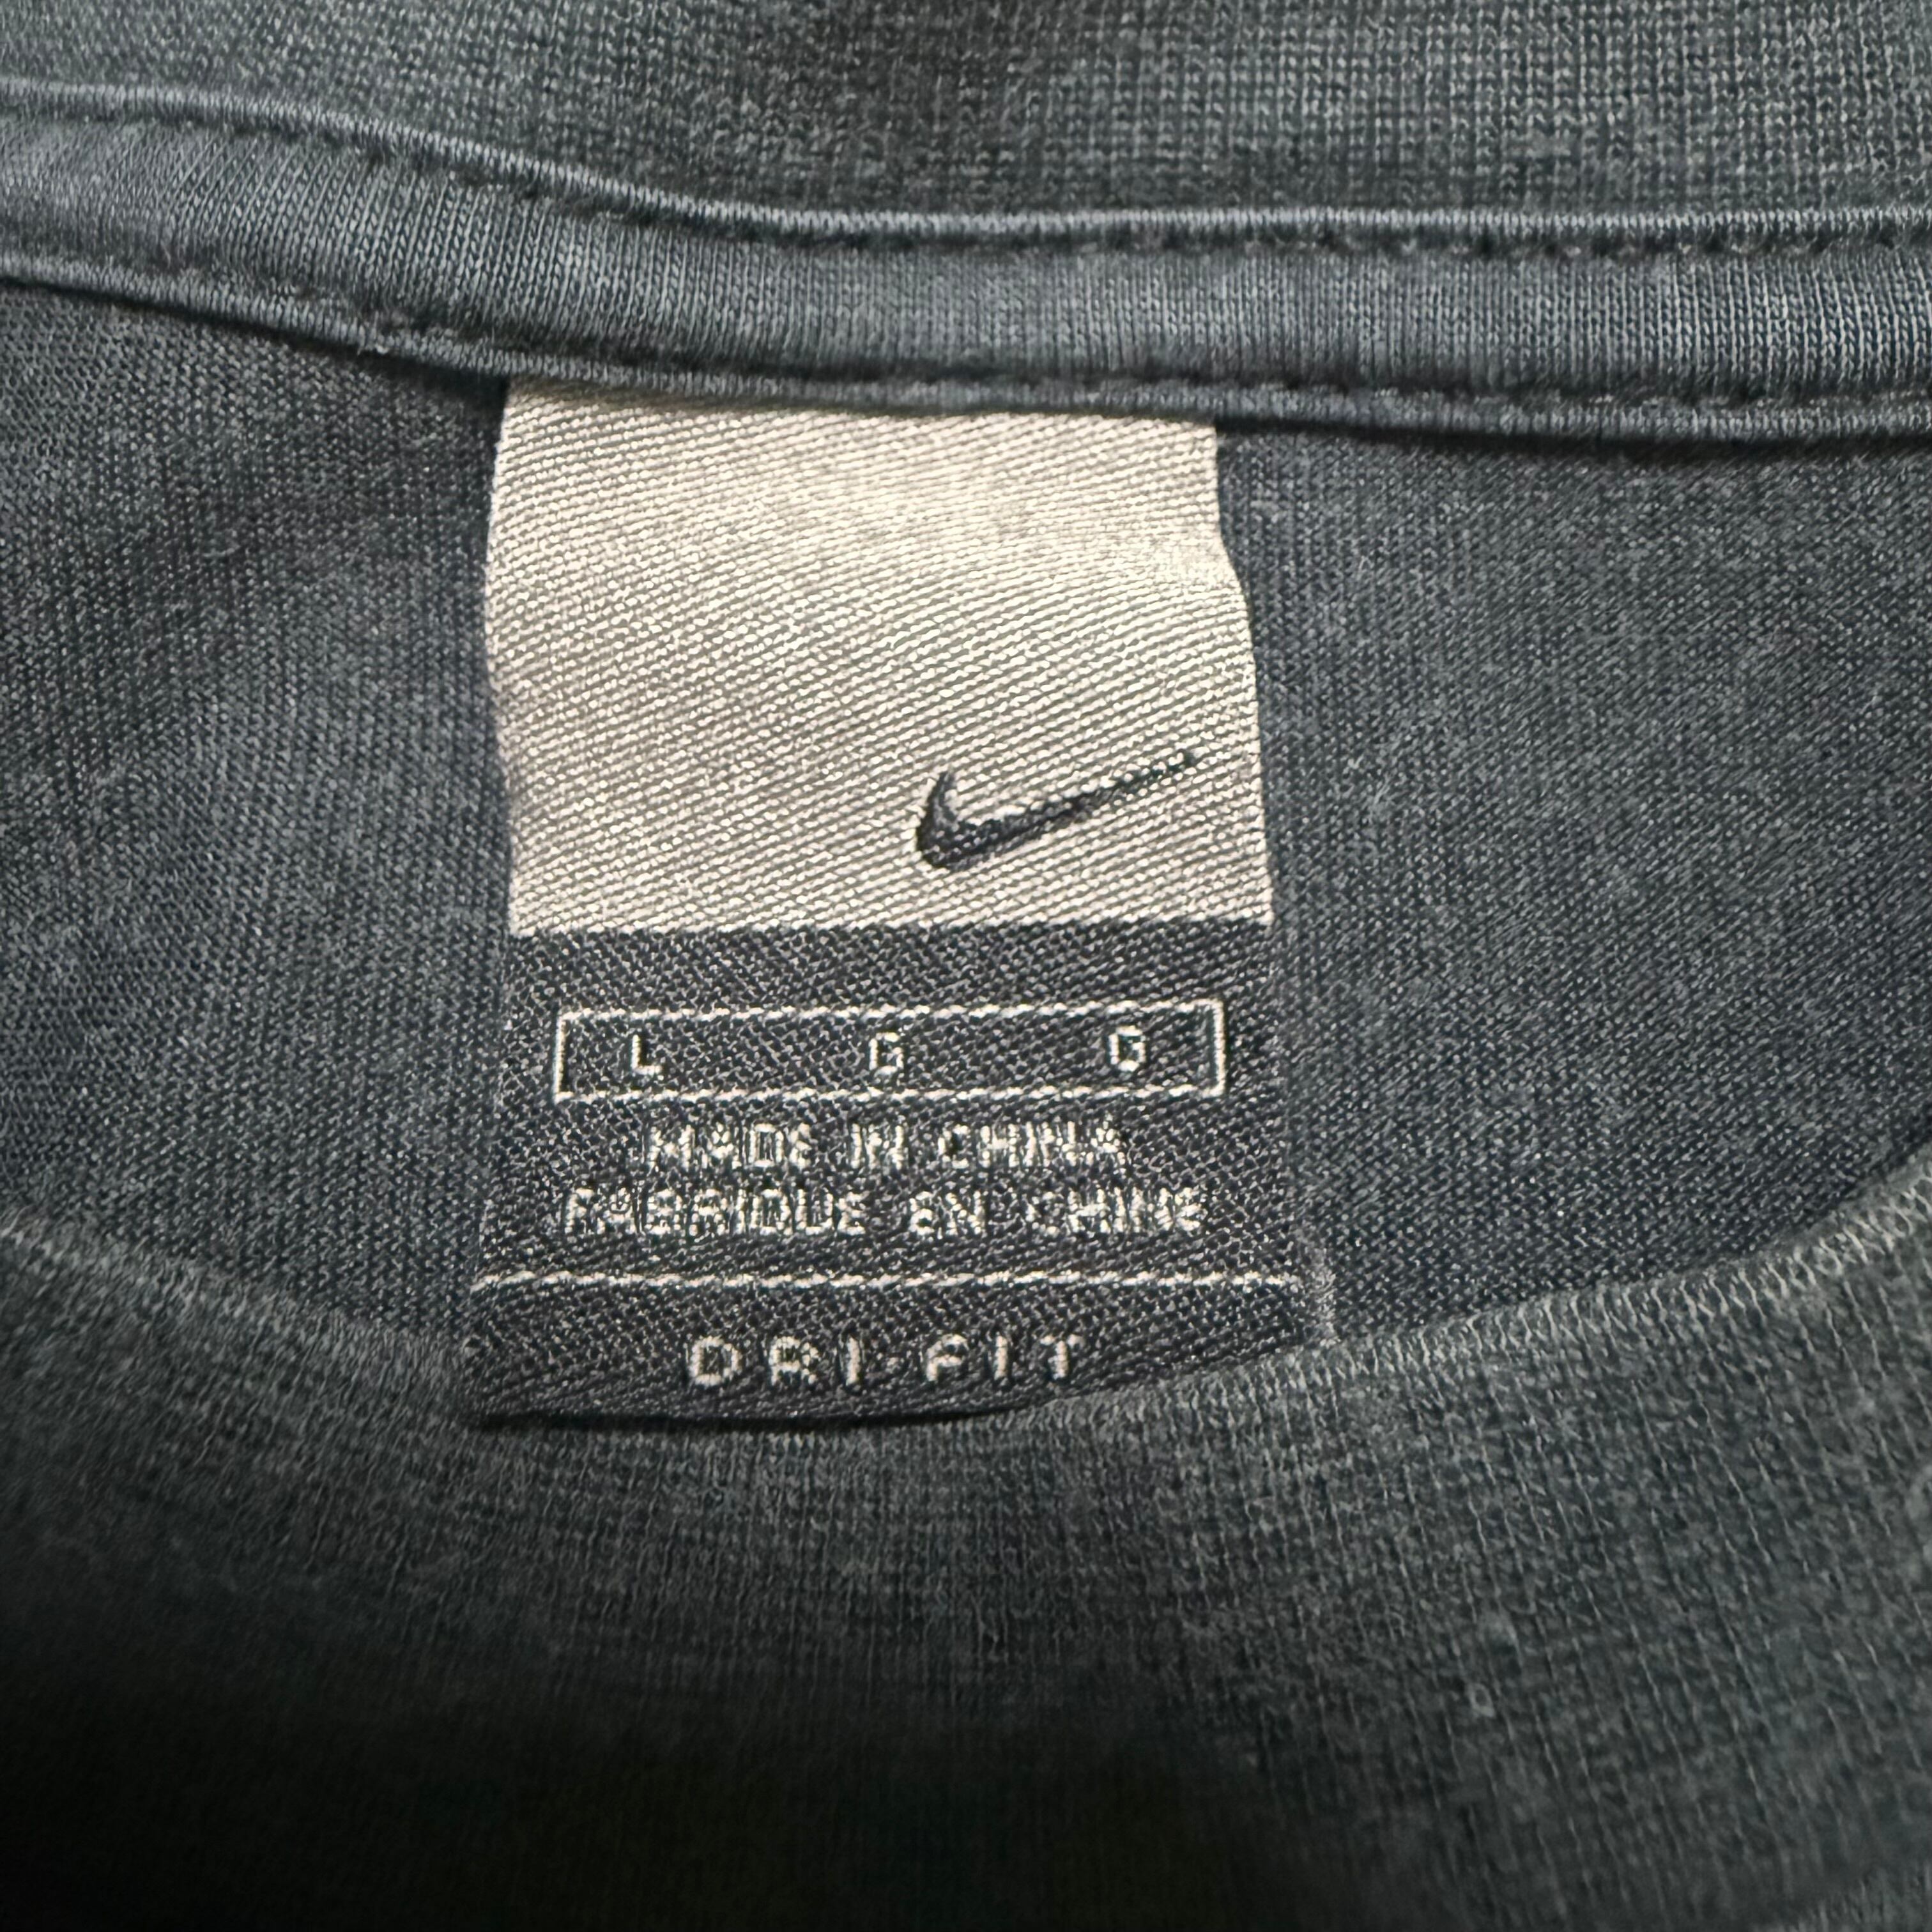 L G G
MADE IN CHINA
FABRIQUE EN CHINE
DRI-FIT